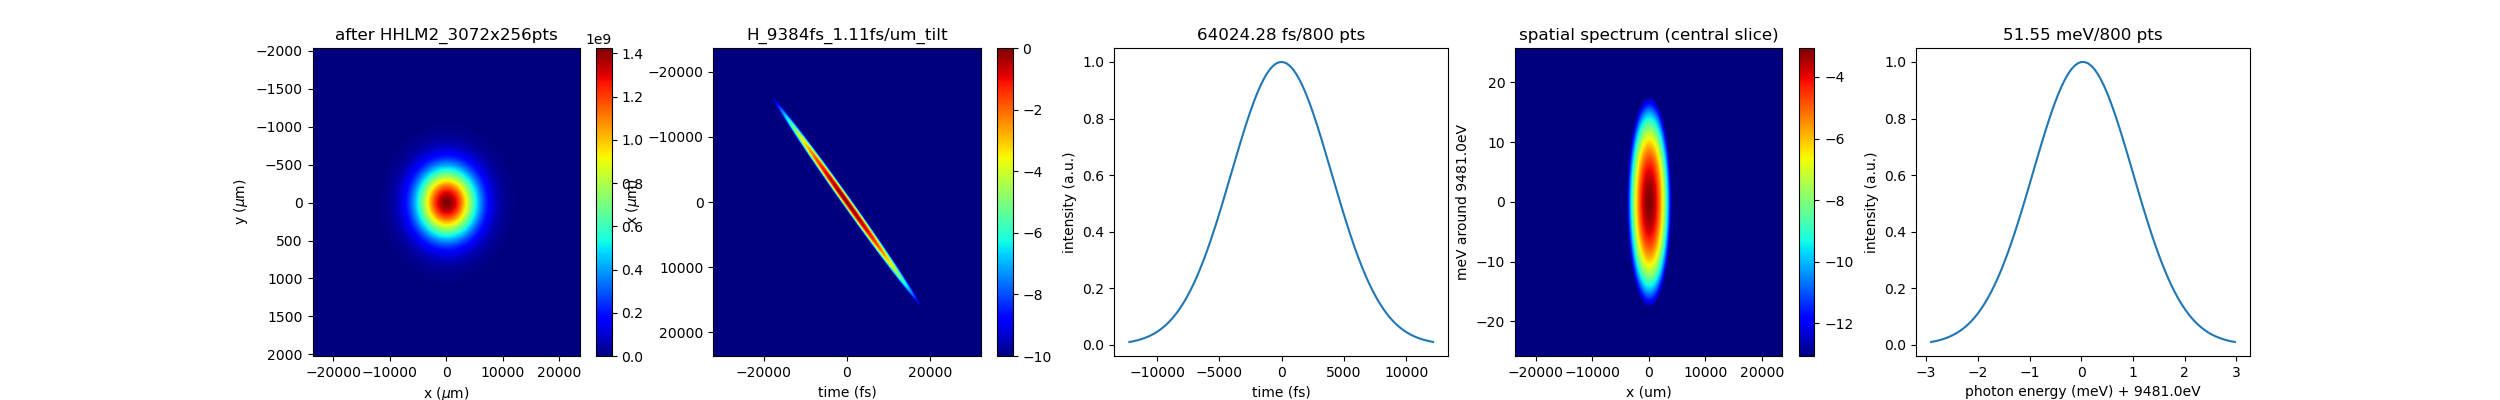 after HHLM2_3072x256pts
1e9
−2000
−1500
−1000
−500
0
500
1000
1500
2000
y (μm)
−20000 −10000 0 10000 20000
x (μm)
1.4
1.2
1.0
0.8
0.6
0.4
0.2
0.0
H_9384fs_1.11fs/um_tilt
−20000
−10000
0
10000
20000
x (μm)
−20000 0 20000
time (fs)
0
−2
−4
−6
−8
−10
64024.28 fs/800 pts
1.0
0.8
0.6
0.4
0.2
0.0
intensity (a.u.)
−10000 −5000 0 5000 10000
time (fs)
spatial spectrum (central slice)
20
10
0
−10
−20
meV around 9481.0eV
−20000 −10000 0 10000 20000
x (um)
−4
−6
−8
−10
−12
51.55 meV/800 pts
1.0
0.8
0.6
0.4
0.2
0.0
intensity (a.u.)
−3 −2 −1 0 1 2 3
photon energy (meV) + 9481.0eV